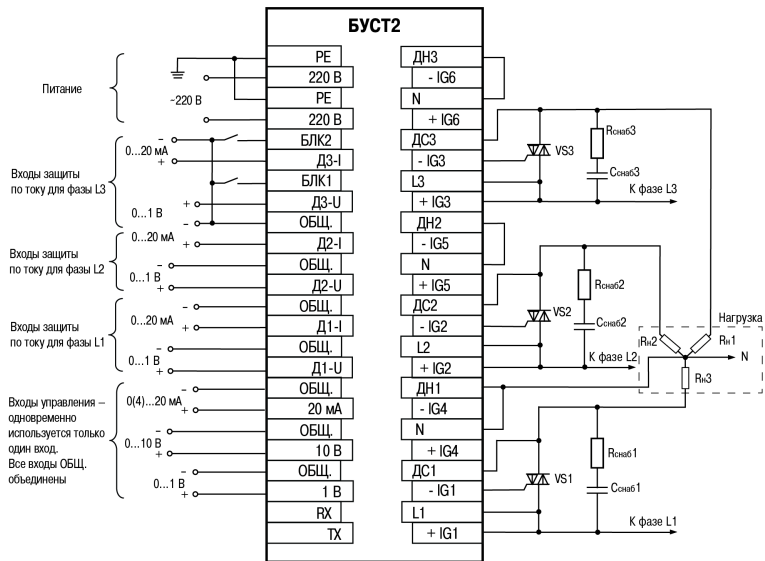 БУСТ2
Питание
~220 В
PE
220 В
PE
220 В
Входы защиты
по току для фазы L3
–
0...20 мА
+
+
0...1 В
–
БЛК2
Д3-I
БЛК1
Д3-U
ОБЩ.
Входы защиты
по току для фазы L2
0...20 мА
+
–
0...1 В
+
Д2-I
ОБЩ.
Д2-U
Входы защиты
по току для фазы L1
–
0...20 мА
+
–
0...1 В
+
ОБЩ.
Д1-I
ОБЩ.
Д1-U
Входы управления –
одновременно
используется только
один вход.
Все входы ОБЩ.
объединены
–
0(4)...20 мА
+
–
0...10 В
+
–
0...1 В
+
ОБЩ.
20 мА
ОБЩ.
10 В
ОБЩ.
1 В
RX
TX
ДН3
- IG6
N
+ IG6
ДС3
- IG3
L3
+ IG3
ДН2
- IG5
N
+ IG5
ДС2
- IG2
L2
+ IG2
ДН1
- IG4
N
+ IG4
ДС1
- IG1
L1
+ IG1
VS3
Rснаб3
Cснаб3
К фазе L3
VS2
Rснаб2
Cснаб2
К фазе L2
Нагрузка
Rн2
Rн1
N
Rн3
VS1
Rснаб1
Cснаб1
К фазе L1